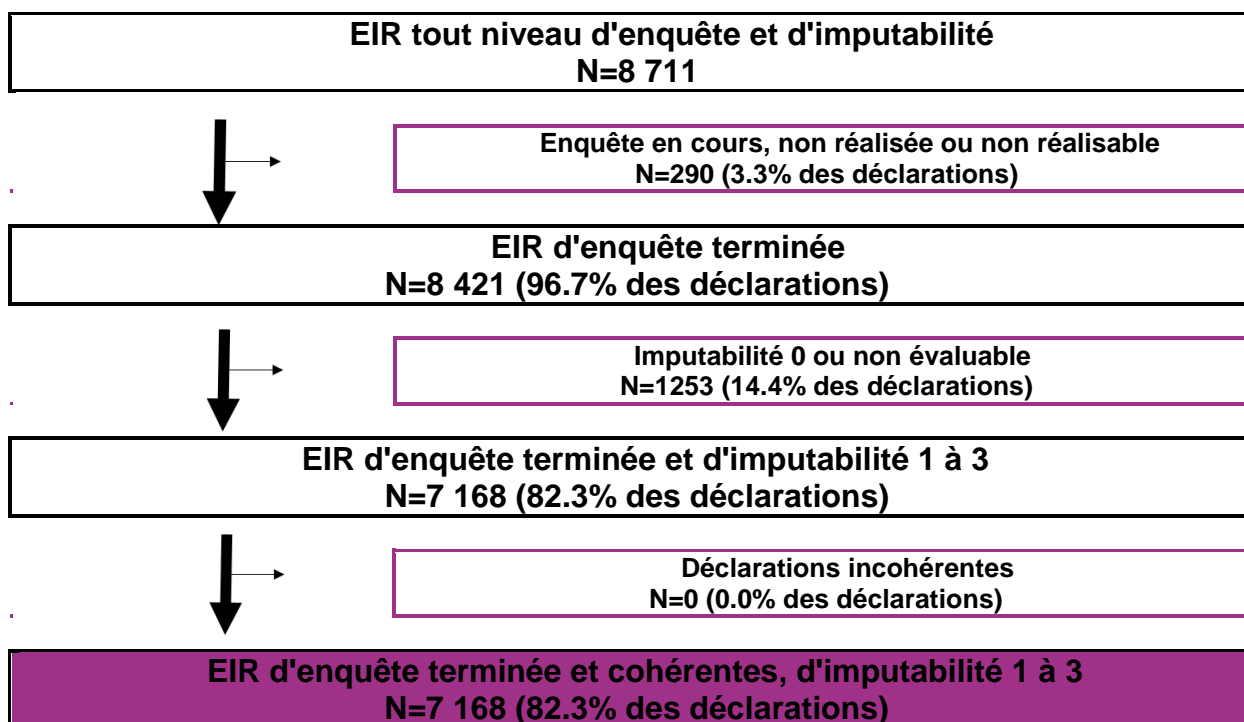 EIR tout niveau d'enquête et d'imputabilité
N=8 711
Enquête en cours, non réalisée ou non réalisable
N=290 (3.3% des déclarations)
EIR d'enquête terminée
N=8 421 (96.7% des déclarations)
Imputabilité 0 ou non évaluable
N=1253 (14.4% des déclarations)
EIR d'enquête terminée et d'imputabilité 1 à 3
N=7 168 (82.3% des déclarations)
Déclarations incohérentes
N=0 (0.0% des déclarations)
EIR d'enquête terminée et cohérentes, d'imputabilité 1 à 3
N=7 168 (82.3% des déclarations)